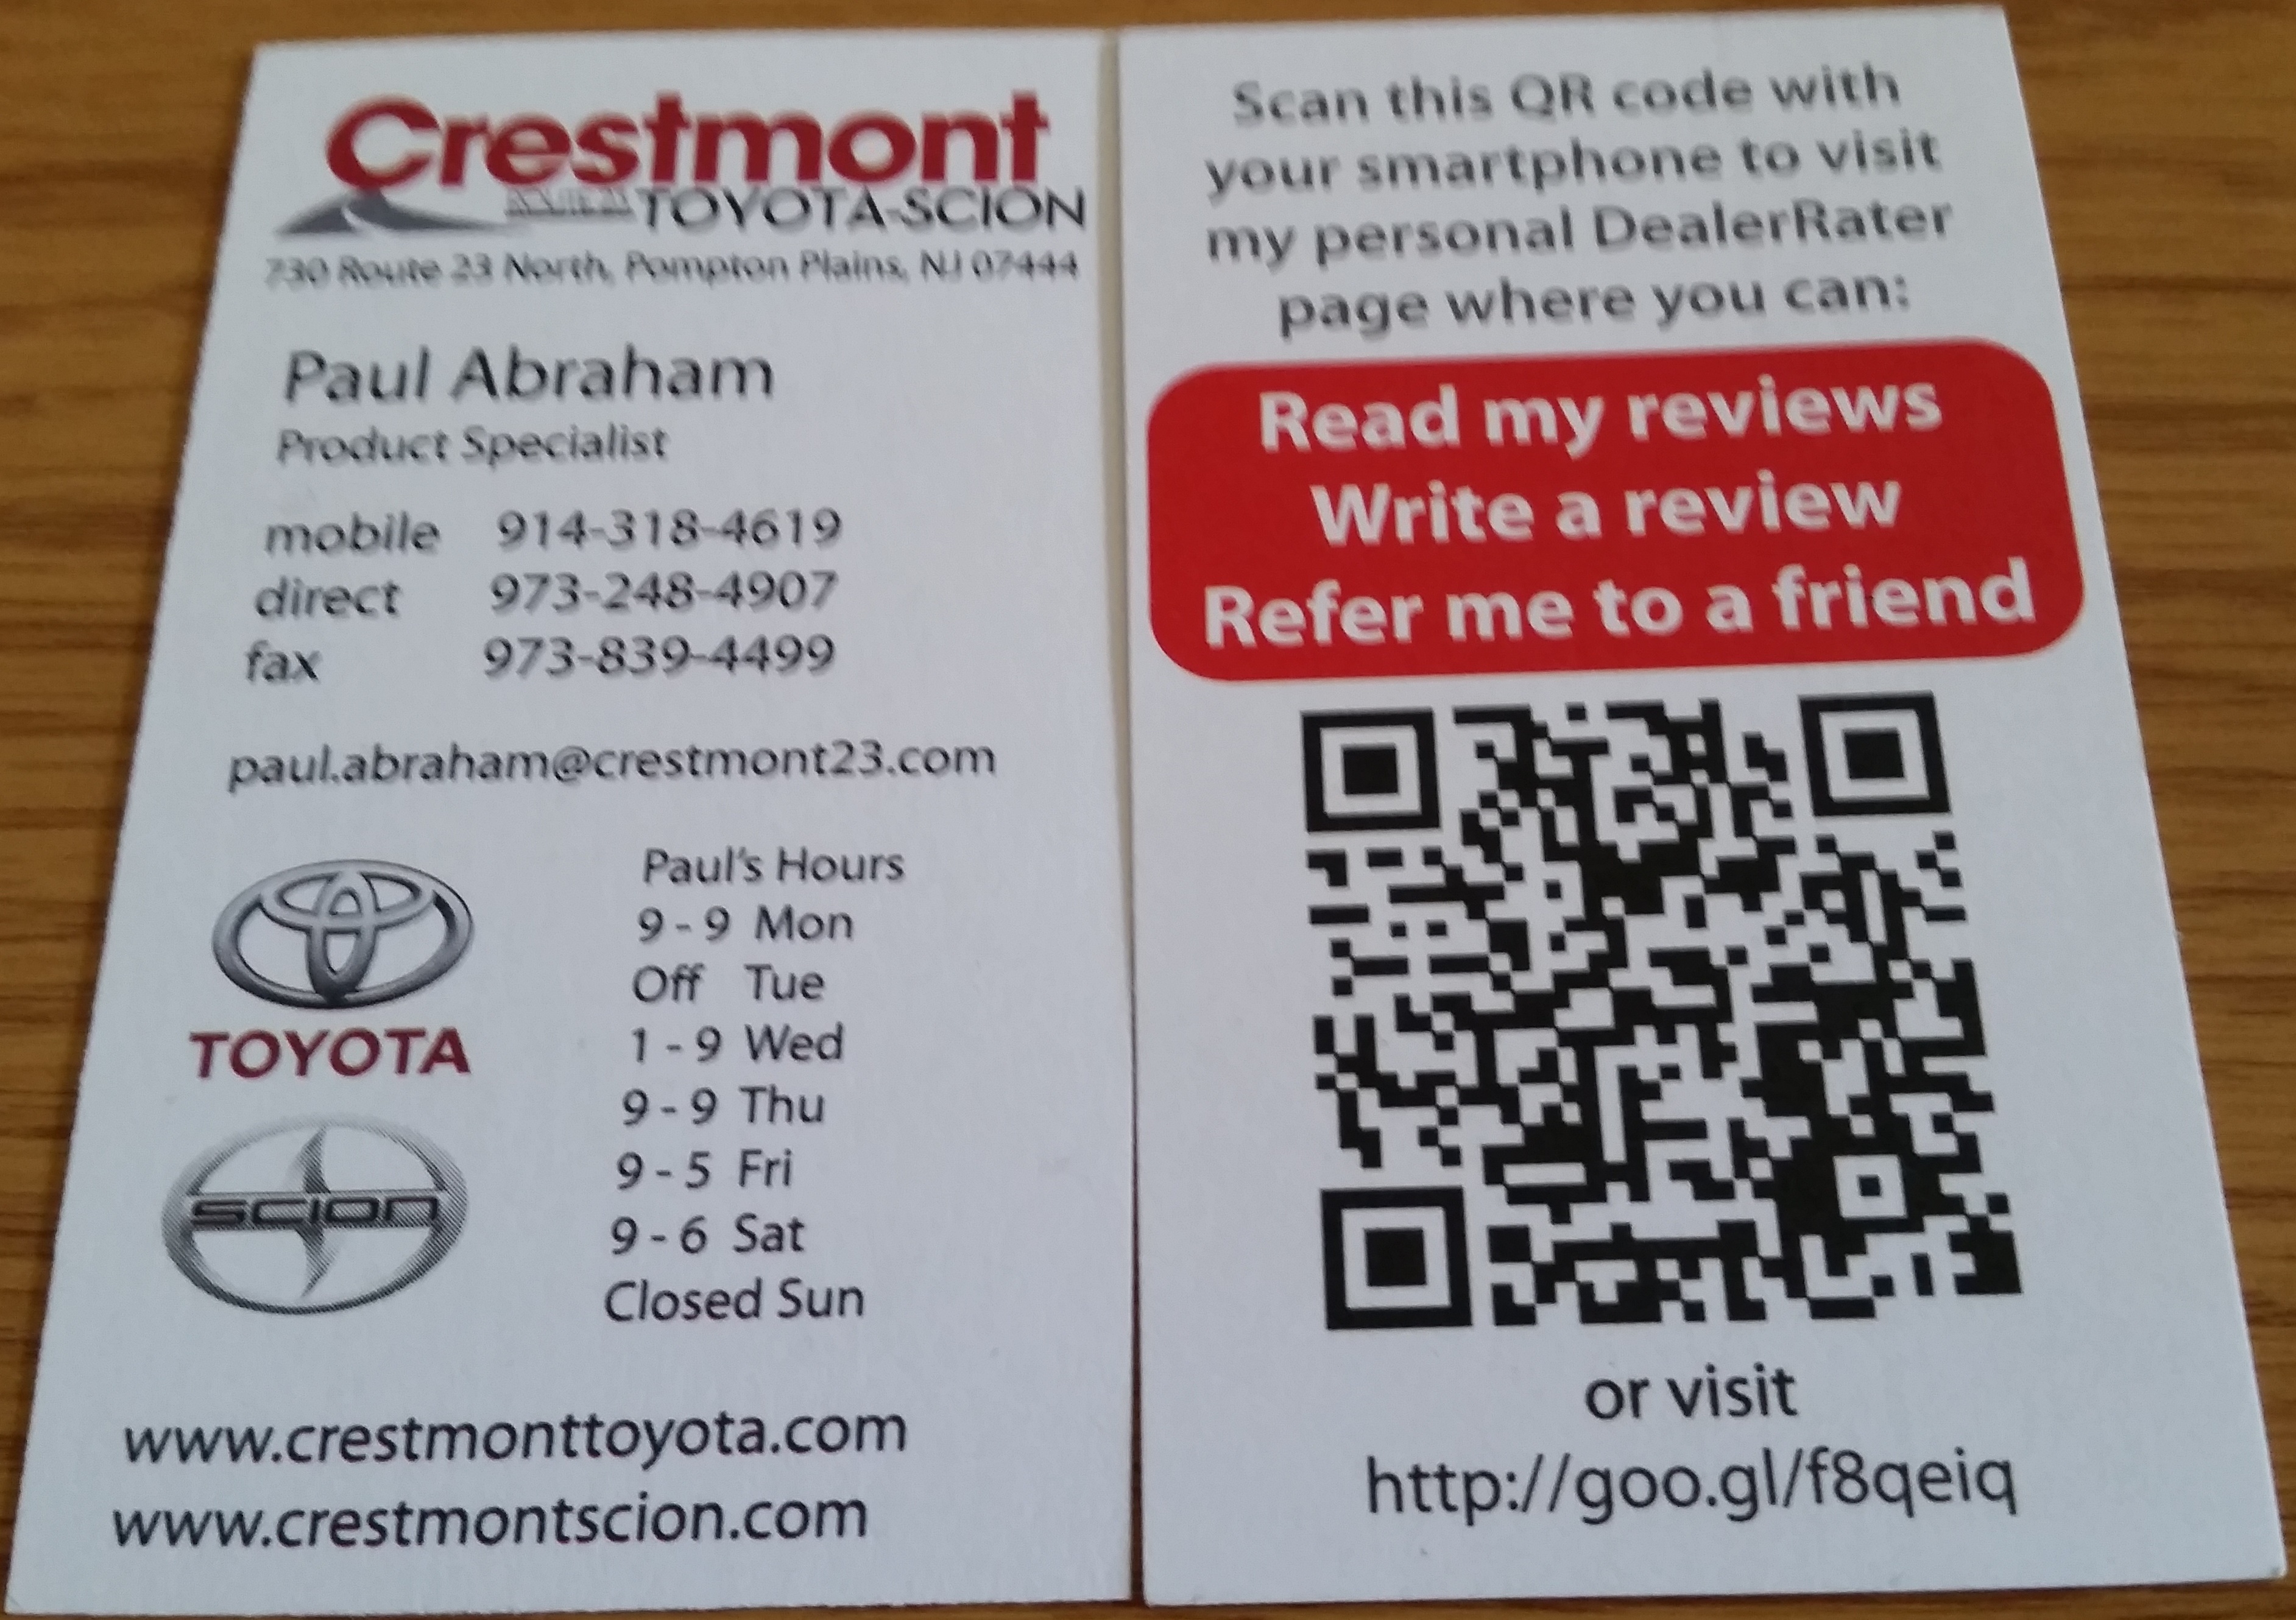 Crestmont
TOYOTA-SCION
730 Route 23 North, Pompton Plains, NJ 07444
Paul Abraham
Product Specialist
mobile 914-318-4619
direct 973-248-4907
fax 973-839-4499
paul.abraham@crestmont23.com
TOYOTA
SCION
Paul's Hours
9 - 9 Mon
Off Tue
1 - 9 Wed
9 - 9 Thu
9 - 5 Fri
9 - 6 Sat
Closed Sun
www.crestmonttoyota.com
www.crestmontscion.com
Scan this QR code with
your smartphone to visit
my personal DealerRater
page where you can:
Read my reviews
Write a review
Refer me to a friend
or visit
http://goo.gl/f8qeiq